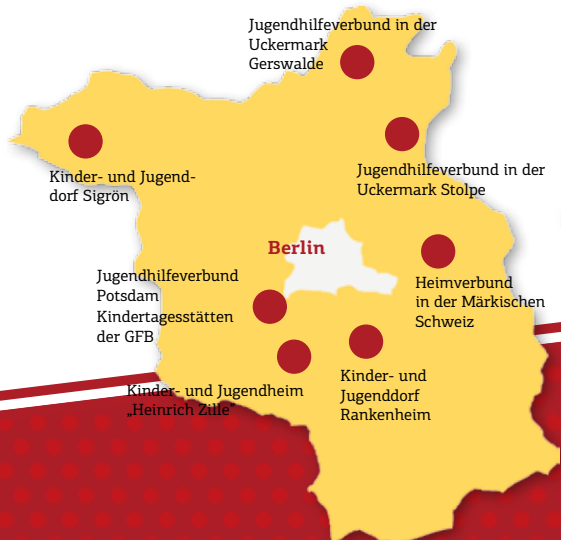 Jugendhilfeverbund in der
Uckermark
Gerswalde
Kinder- und Jugend-
dorf Sigrön
Jugendhilfeverbund in der
Uckermark Stolpe
Berlin
Jugendhilfeverbund
Potsdam
Kindertagesstätten
der GFB
Heimverbund
in der Märkischen
Schweiz
Kinder- und Jugendheim
„Heinrich Zille“
Kinder- und
Jugenddorf
Rankenheim